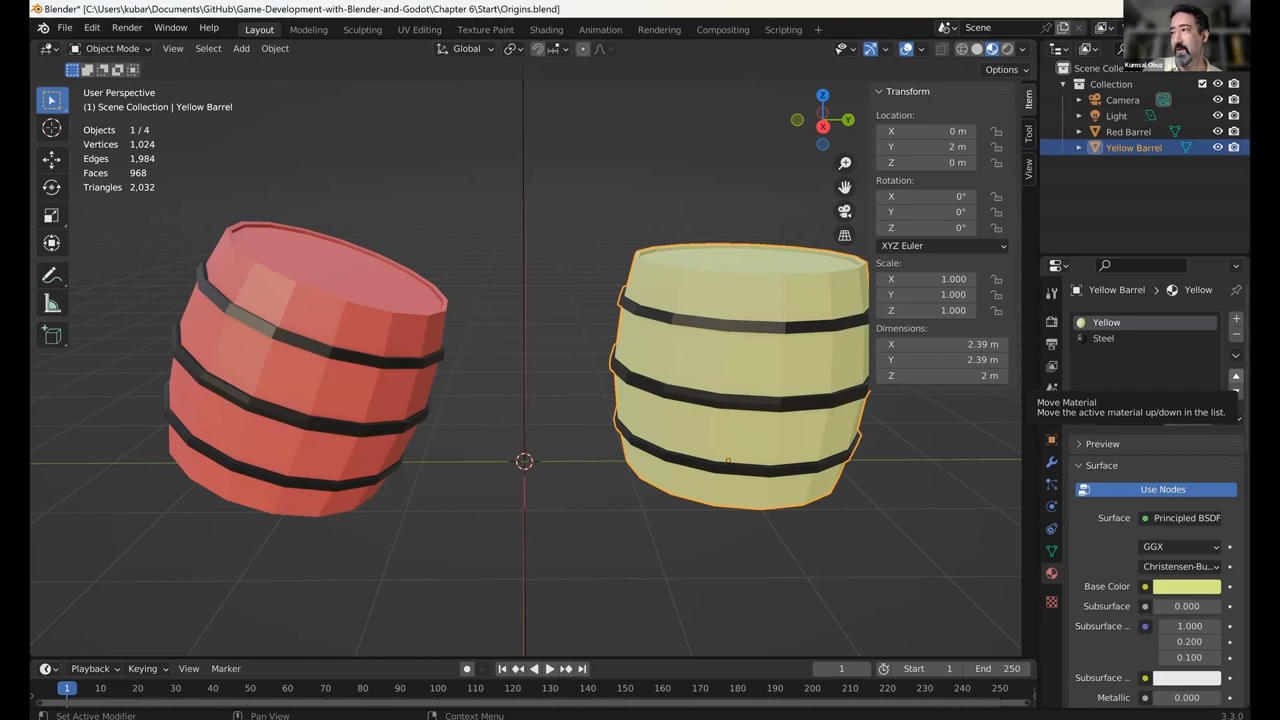 Blender* [C:\Users\kubar\Documents\GitHub\Game-Development-with-Blender-and-Godot\Chapter 6\Start\Origins.blend]
File Edit Render Window Help Layout Modeling Sculpting UV Editing Texture Paint Shading Animation Rendering Compositing Scripting Scene
Object Mode View Select Add Object Global
Options
Kumsal Obuz
User Perspective
(1) Scene Collection | Yellow Barrel
Objects 1 / 4
Vertices 1,024
Edges 1,984
Faces 968
Triangles 2,032
Z
Y
X
Transform
Location:
X 0 m
Y 2 m
Z 0 m
Rotation:
X 0°
Y 0°
Z 0°
XYZ Euler
Scale:
X 1.000
Y 1.000
Z 1.000
Dimensions:
X 2.39 m
Y 2.39 m
Z 2 m
Item
Tool
View
Scene Collec
Collection
Camera
Light
Red Barrel
Yellow Barrel
Yellow Barrel > Yellow
Yellow
Steel
Move Material
Move the active material up/down in the list.
Preview
Surface
Use Nodes
Surface Principled BSDF
GGX
Christensen-Bu...
Base Color
Subsurface 0.000
Subsurface ... 1.000
0.200
0.100
Subsurface ...
Metallic 0.000
Playback Keying View Marker 1 Start 1 End 250
1 10 20 30 40 50 60 70 80 90 100 110 120 130 140 150 160 170 180 190 200 210 220 230 240 250
Set Active Modifier Pan View Context Menu 3.3.0